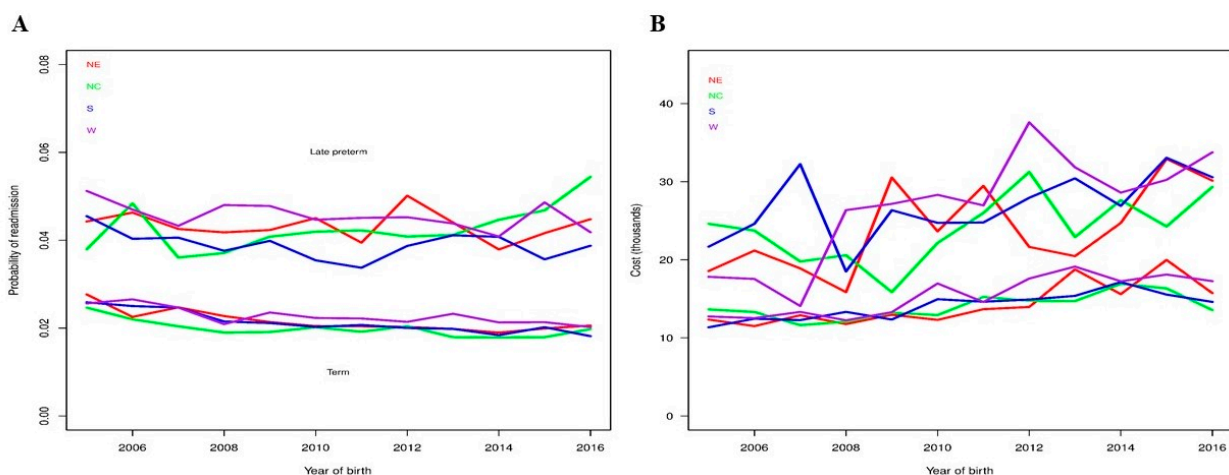 A
Probability of readmission
0.08
0.06
0.04
0.02
0.00
NE
NC
S
W
Late preterm
Term
2006 2008 2010 2012 2014 2016
Year of birth
B
Cost (thousands)
40
30
20
10
0
NE
NC
S
W
2006 2008 2010 2012 2014 2016
Year of birth